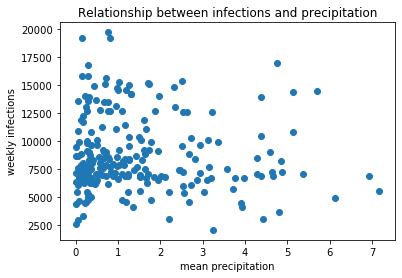 Relationship between infections and precipitation
20000
17500
15000
12500
10000
7500
5000
2500
weekly infections
0 1 2 3 4 5 6 7
mean precipitation